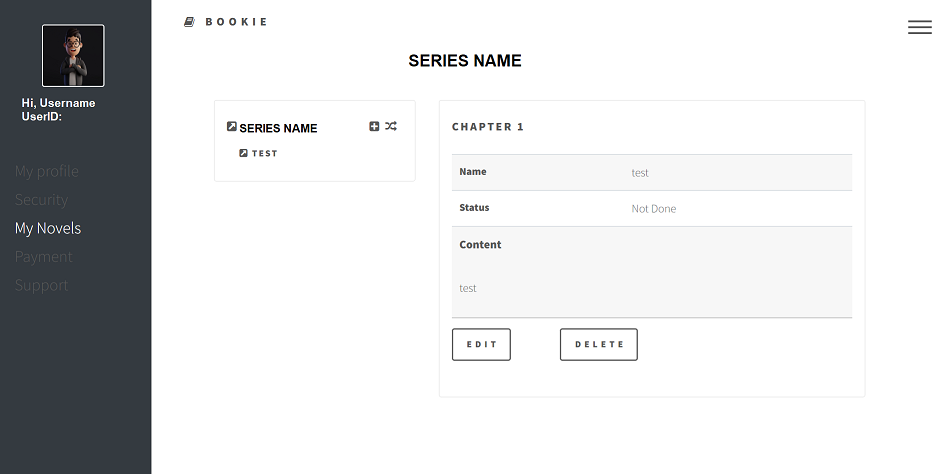 BOOKIE
Hi, Username
UserID:
My profile
Security
My Novels
Payment
Support
SERIES NAME
SERIES NAME
TEST
CHAPTER 1
Name test
Status Not Done
Content
test
EDIT DELETE